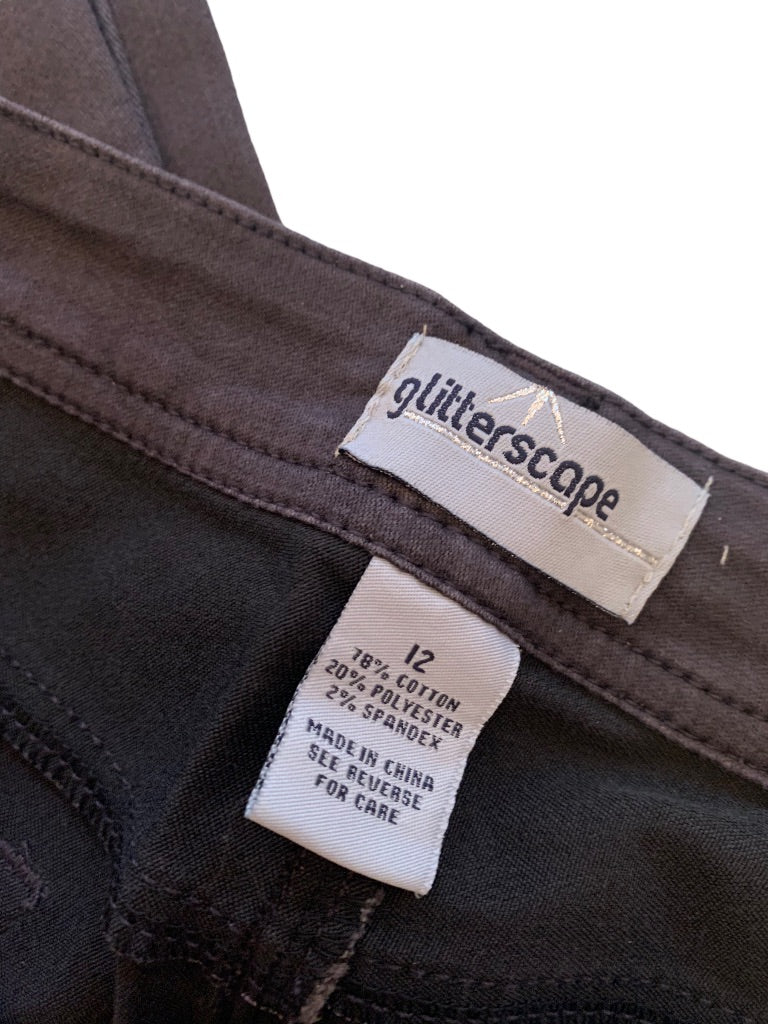 glitterscape
12
78% COTTON
20% POLYESTER
2% SPANDEX
MADE IN CHINA
SEE REVERSE
FOR CARE